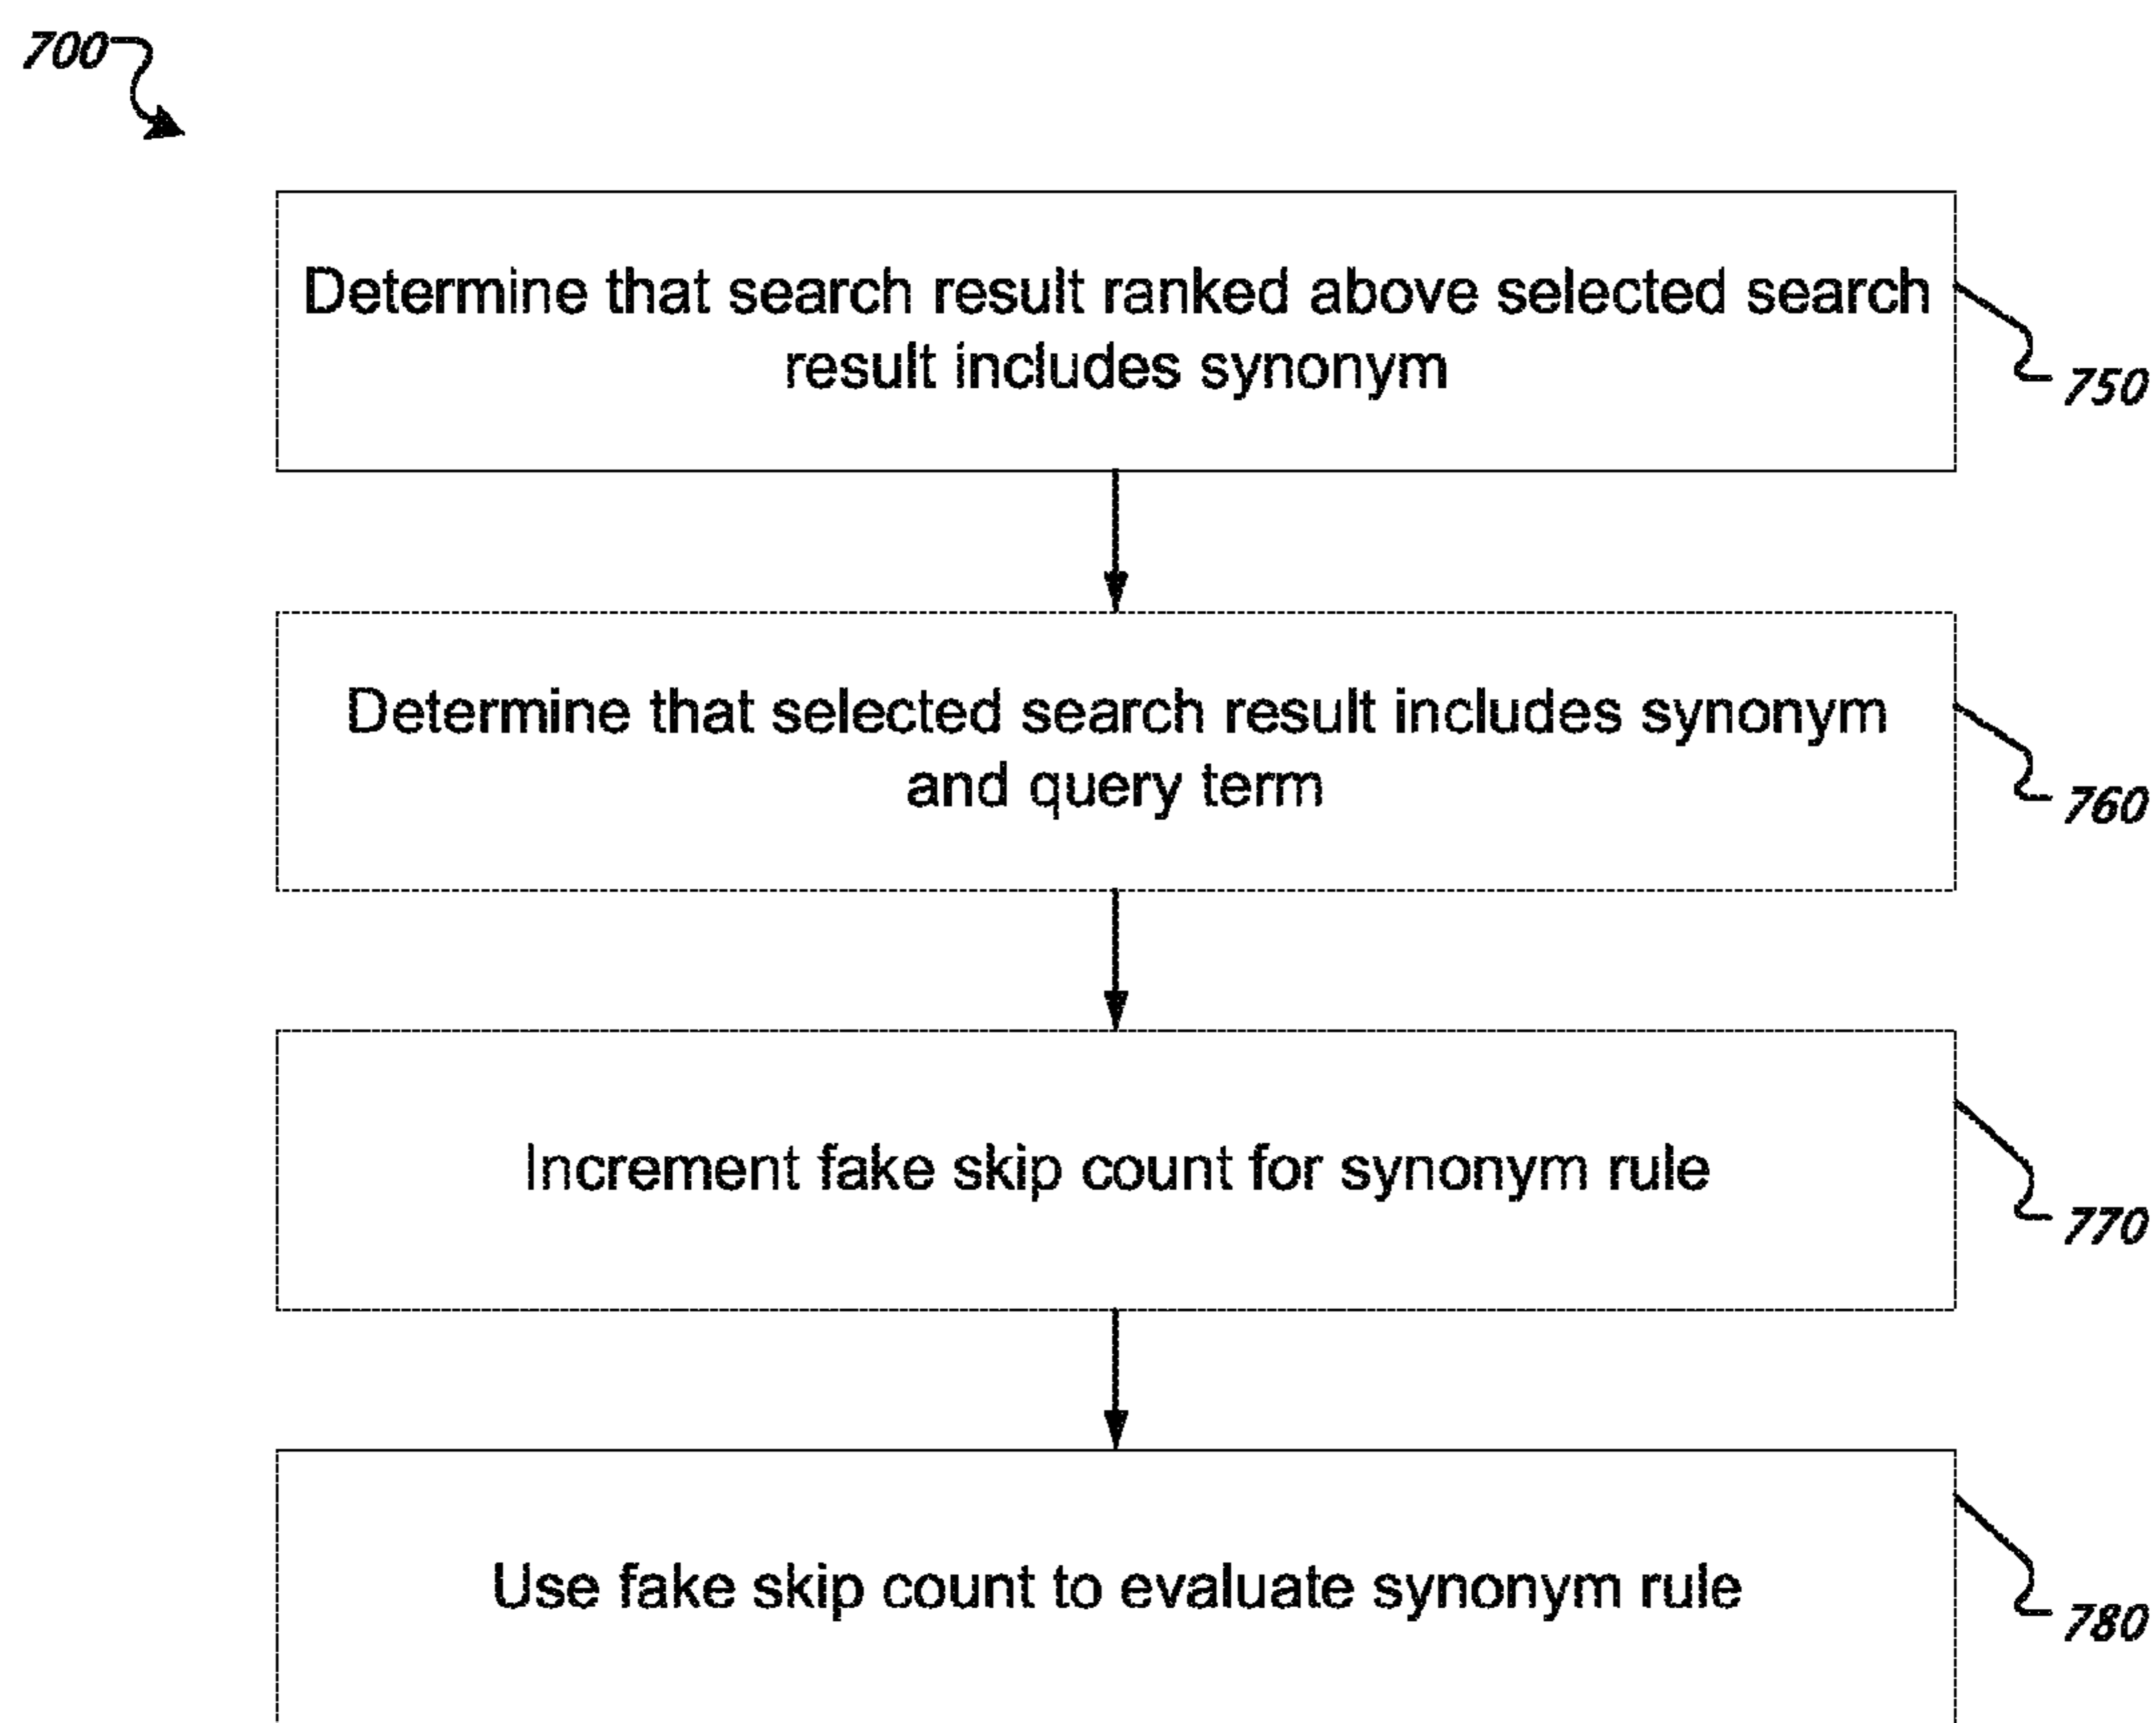 700
Determine that search result ranked above selected search
result includes synonym
750
Determine that selected search result includes synonym
and query term
760
Increment fake skip count for synonym rule
770
Use fake skip count to evaluate synonym rule
780